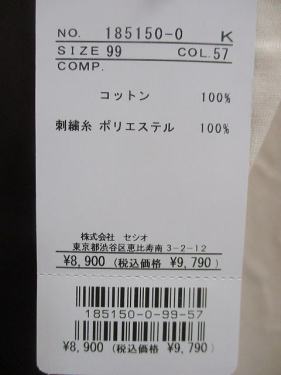 NO. 185150-0 K
SIZE 99 COL.57
COMP.
コットン 100%
刺繍糸 ポリエステル 100%
株式会社 セシオ
東京都渋谷区恵比寿南3-2-12
¥8,900 (税込価格 ¥9,790)
185150-0-99-57
¥8,900 (税込価格 ¥9,790)